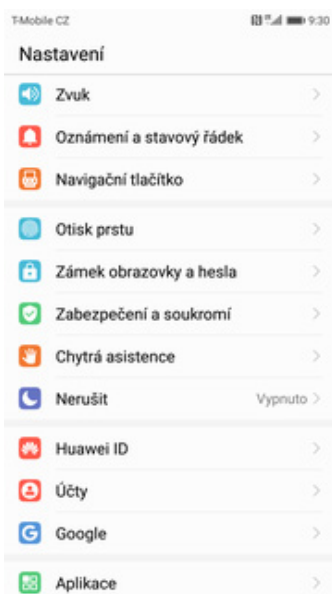 T-Mobile CZ 9:30
Nastavení
Zvuk
Oznámení a stavový řádek
Navigační tlačítko
Otisk prstu
Zámek obrazovky a hesla
Zabezpečení a soukromí
Chytrá asistence
Nerušit Vypnuto
Huawei ID
Účty
Google
Aplikace